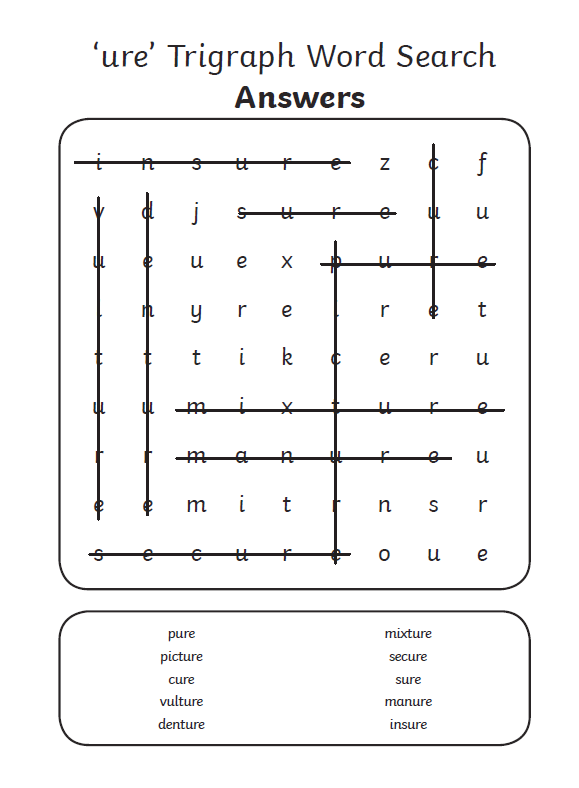 ‘ure’ Trigraph Word Search
Answers
i n s u r e z c f
v d j s u r e u u
u e u e x p u r e
l n y r e i r e t
t t t i k c e r u
u u m i x t u r e
r r m a n u r e u
e e m i t r n s r
s e c u r e o u e
pure
picture
cure
vulture
denture
mixture
secure
sure
manure
insure